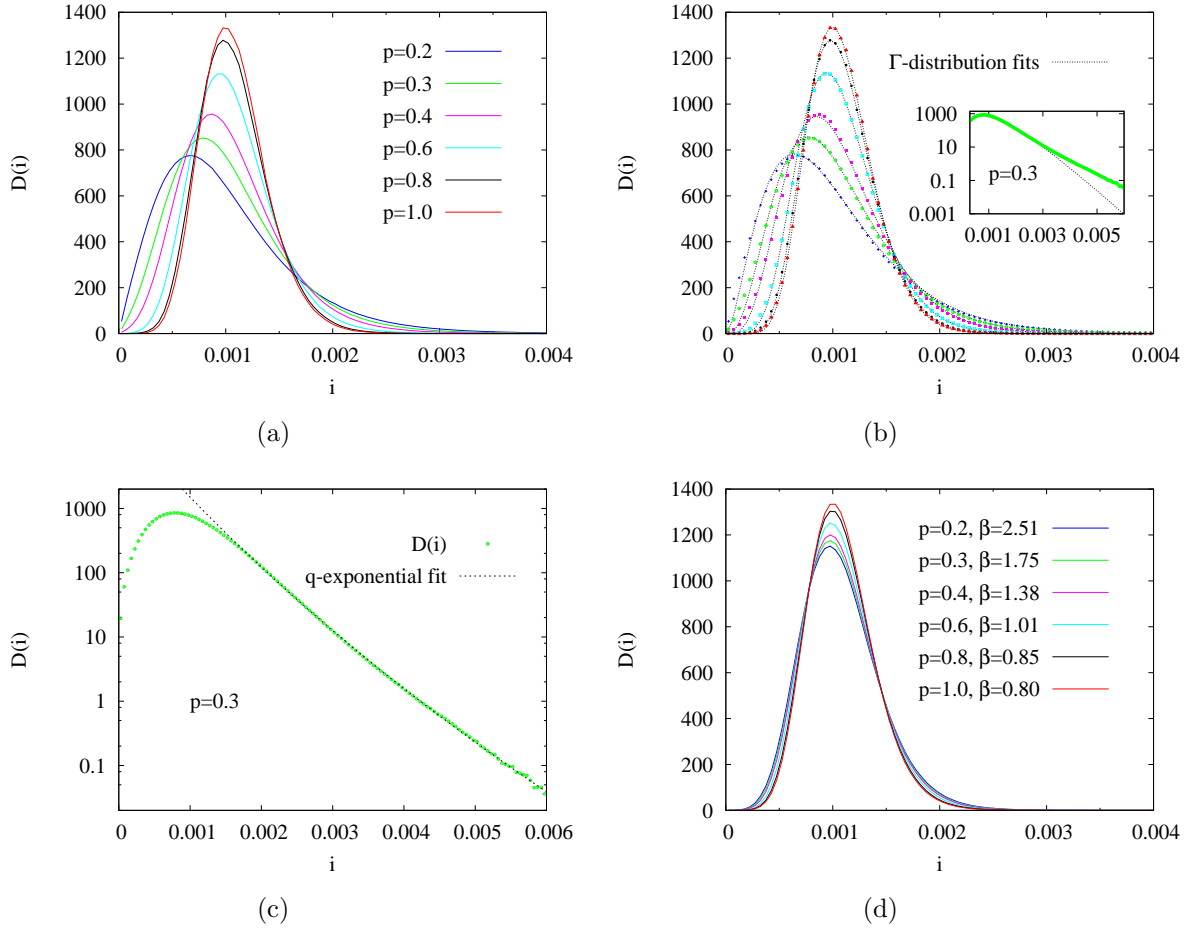 1400
1200
1000
800
600
400
200
0
D(i)
p=0.2
p=0.3
p=0.4
p=0.6
p=0.8
p=1.0
0 0.001 0.002 0.003 0.004
i
(a)
1400
1200
1000
800
600
400
200
0
D(i)
Γ-distribution fits
1000
10
0.1
0.001
p=0.3
0.001 0.003 0.005
0 0.001 0.002 0.003 0.004
i
(b)
1000
100
10
1
0.1
D(i)
D(i)
q-exponential fit
p=0.3
0 0.001 0.002 0.003 0.004 0.005 0.006
i
(c)
1400
1200
1000
800
600
400
200
0
D(i)
p=0.2, β=2.51
p=0.3, β=1.75
p=0.4, β=1.38
p=0.6, β=1.01
p=0.8, β=0.85
p=1.0, β=0.80
0 0.001 0.002 0.003 0.004
i
(d)